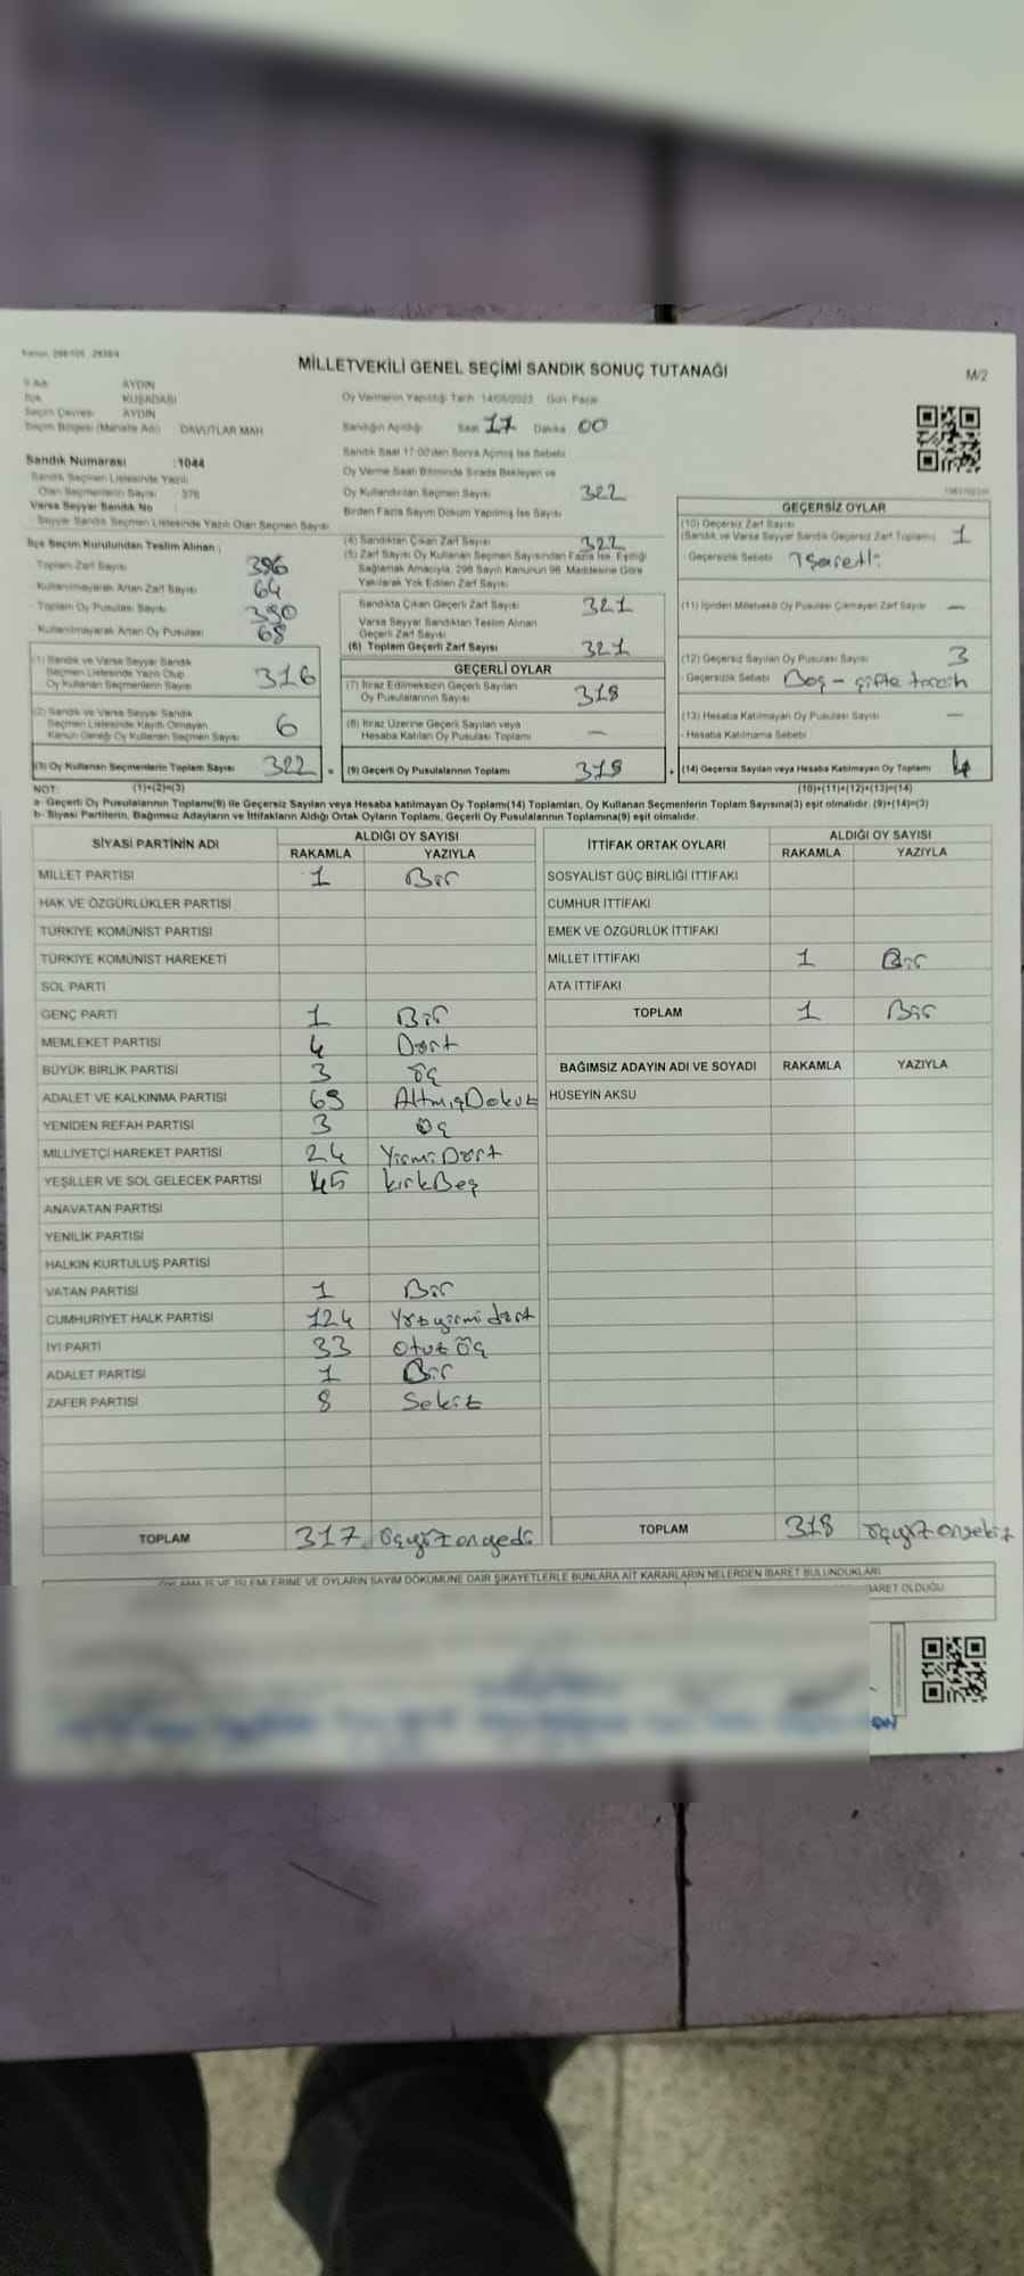 MİLLETVEKİLİ GENEL SEÇİMİ SANDIK SONUÇ TUTANAĞI
M/2
İlçe
AYDIN
KUŞADASI
Seçim Çevresi AYDIN
Seçim Bölgesi (Mahalle Adı) DAVUTLAR MAH.
Sandık Numarası :1044
Sandık Seçmen Listesinde Yazılı
Olan Seçmenlerin Sayısı 376
Varsa Seyyar Sandık No
Seyyar Sandık Seçmen Listesinde Yazılı Olan Seçmen Sayısı
Oy Vermenin Yapıldığı Tarih 14/05/2023 Gün Pazar
Sandığın Açıldığı Saat 17 Dakika 00
Sandık Saat 17:00'den Sonra Açılmış İse Sebebi
Oy Verme Saati Bitiminde Sırada Bekleyen ve
Oy Kullandırılan Seçmen Sayısı 322
Birden Fazla Sayım Döküm Yapılmış İse Sayısı
İlçe Seçim Kurulundan Teslim Alınan :
Toplam Zarf Sayısı 386
Kullanılmayarak Artan Zarf Sayısı 64
Toplam Oy Pusulası Sayısı 390
Kullanılmayarak Artan Oy Pusulası 68
(1) Sandık ve Varsa Seyyar Sandık
Seçmen Listesinde Yazılı Olup
Oy Kullanan Seçmenlerin Sayısı 316
(2) Sandık ve Varsa Seyyar Sandık
Seçmen Listesinde Kayıtlı Olmayan
Kanun Gereği Oy Kullanan Seçmen Sayısı 6
(3) Oy Kullanan Seçmenlerin Toplam Sayısı 322
(4) Sandıktan Çıkan Zarf Sayısı 322
(5) Zarf Sayısı Oy Kullanan Seçmen Sayısından Fazla İse, Eşitliği
Sağlamak Amacıyla, 298 Sayılı Kanunun 98. Maddesine Göre
Yakılarak Yok Edilen Zarf Sayısı
Sandıkta Çıkan Geçerli Zarf Sayısı 321
Varsa Seyyar Sandıktan Teslim Alınan
Geçerli Zarf Sayısı
(6) Toplam Geçerli Zarf Sayısı 321
GEÇERLİ OYLAR
(7) İtiraz Edilmeksizin Geçerli Sayılan
Oy Pusulalarının Sayısı 318
(8) İtiraz Üzerine Geçerli Sayılan veya
Hesaba Katılan Oy Pusulası Toplamı —
(9) Geçerli Oy Pusulalarının Toplamı 318
GEÇERSİZ OYLAR
(10) Geçersiz Zarf Sayısı
(Sandık ve Varsa Seyyar Sandık Geçersiz Zarf Toplamı) 1
Geçersizlik Sebebi İşaretli
(11) İçinden Milletvekili Oy Pusulası Çıkmayan Zarf Sayısı —
(12) Geçersiz Sayılan Oy Pusulası Sayısı 3
Geçersizlik Sebebi Boş - çifte tercih
(13) Hesaba Katılmayan Oy Pusulası Sayısı —
Hesaba Katılmama Sebebi
(14) Geçersiz Sayılan veya Hesaba Katılmayan Oy Toplamı 4
NOT: (1)+(2)=(3) (10)+(11)+(12)+(13)=(14)
a- Geçerli Oy Pusulalarının Toplamı(9) ile Geçersiz Sayılan veya Hesaba katılmayan Oy Toplamı(14) Toplamları, Oy Kullanan Seçmenlerin Toplam Sayısına(3) eşit olmalıdır. (9)+(14)=(3)
b- Siyasi Partilerin, Bağımsız Adayların ve İttifakların Aldığı Ortak Oyların Toplamı, Geçerli Oy Pusulalarının Toplamına(9) eşit olmalıdır.
SİYASİ PARTİNİN ADI ALDIĞI OY SAYISI
RAKAMLA YAZIYLA
MİLLET PARTİSİ 1 Bir
HAK VE ÖZGÜRLÜKLER PARTİSİ
TÜRKİYE KOMÜNİST PARTİSİ
TÜRKİYE KOMÜNİST HAREKETİ
SOL PARTİ
GENÇ PARTİ 1 Bir
MEMLEKET PARTİSİ 4 Dört
BÜYÜK BİRLİK PARTİSİ 3 üç
ADALET VE KALKINMA PARTİSİ 69 AltmışDokuz
YENİDEN REFAH PARTİSİ 3 üç
MİLLİYETÇİ HAREKET PARTİSİ 24 YirmiDört
YEŞİLLER VE SOL GELECEK PARTİSİ 45 kırkBeş
ANAVATAN PARTİSİ
YENİLİK PARTİSİ
HALKIN KURTULUŞ PARTİSİ
VATAN PARTİSİ 1 Bir
CUMHURİYET HALK PARTİSİ 124 Yüzyirmidört
İYİ PARTİ 33 Otuz üç
ADALET PARTİSİ 1 Bir
ZAFER PARTİSİ 8 Sekiz
TOPLAM 317 üçyüz onyedi
İTTİFAK ORTAK OYLARI ALDIĞI OY SAYISI
RAKAMLA YAZIYLA
SOSYALİST GÜÇ BİRLİĞİ İTTİFAKI
CUMHUR İTTİFAKI
EMEK VE ÖZGÜRLÜK İTTİFAKI
MİLLET İTTİFAKI 1 Bir
ATA İTTİFAKI
TOPLAM 1 Bir
BAĞIMSIZ ADAYIN ADI VE SOYADI RAKAMLA YAZIYLA
HÜSEYİN AKSU
TOPLAM 318 üçyüz onsekiz
İŞLEMLERİNE VE OYLARIN SAYIM DÖKÜMÜNE DAİR ŞİKAYETLERLE BUNLARA AİT KARARLARIN NELERDEN İBARET BULUNDUKLARI
İBARET OLDUĞU